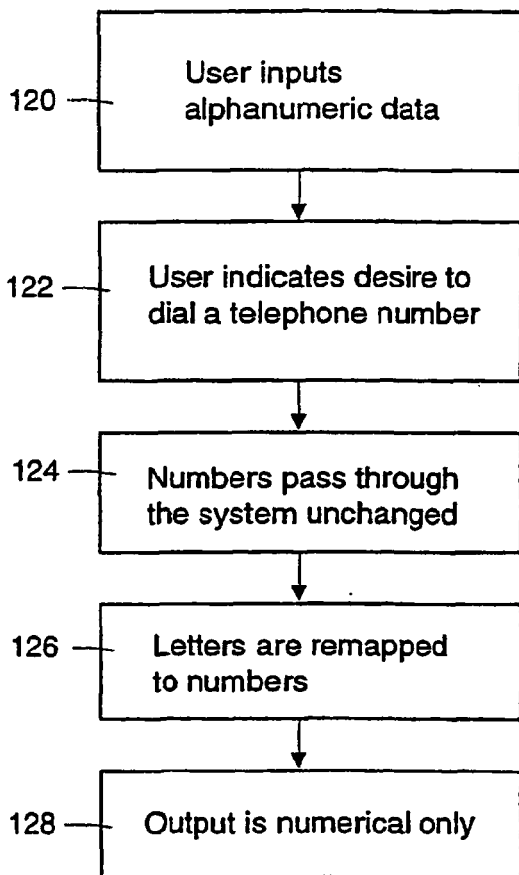 120
User inputs
alphanumeric data
122
User indicates desire to
dial a telephone number
124
Numbers pass through
the system unchanged
126
Letters are remapped
to numbers
128
Output is numerical only